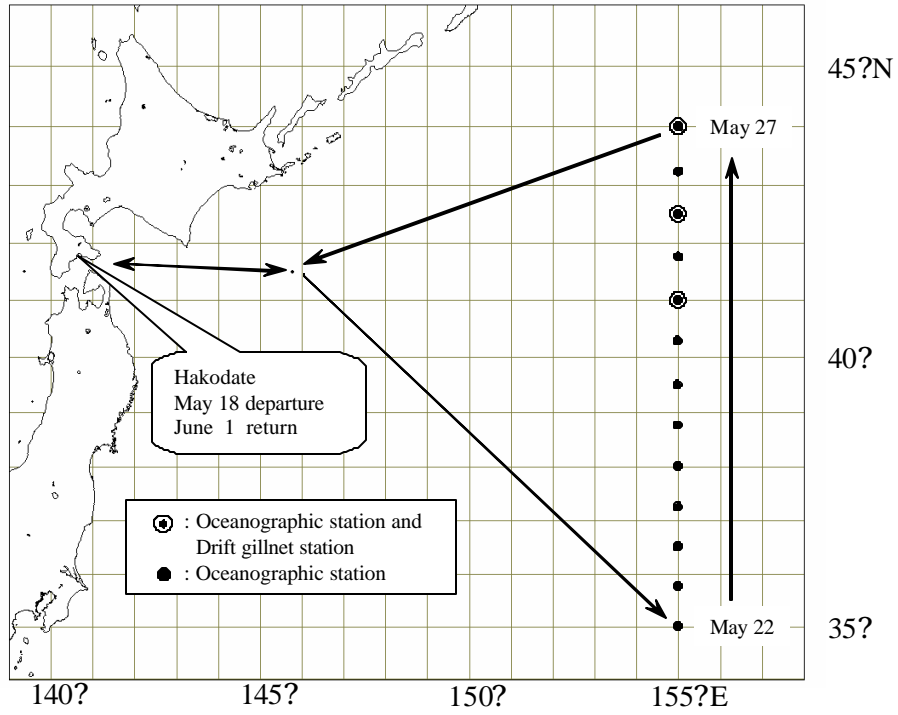 45?N
May 27
40?
Hakodate
May 18 departure
June 1 return
: Oceanographic station and
Drift gillnet station
: Oceanographic station
May 22
35?
140?
145?
150?
155?E